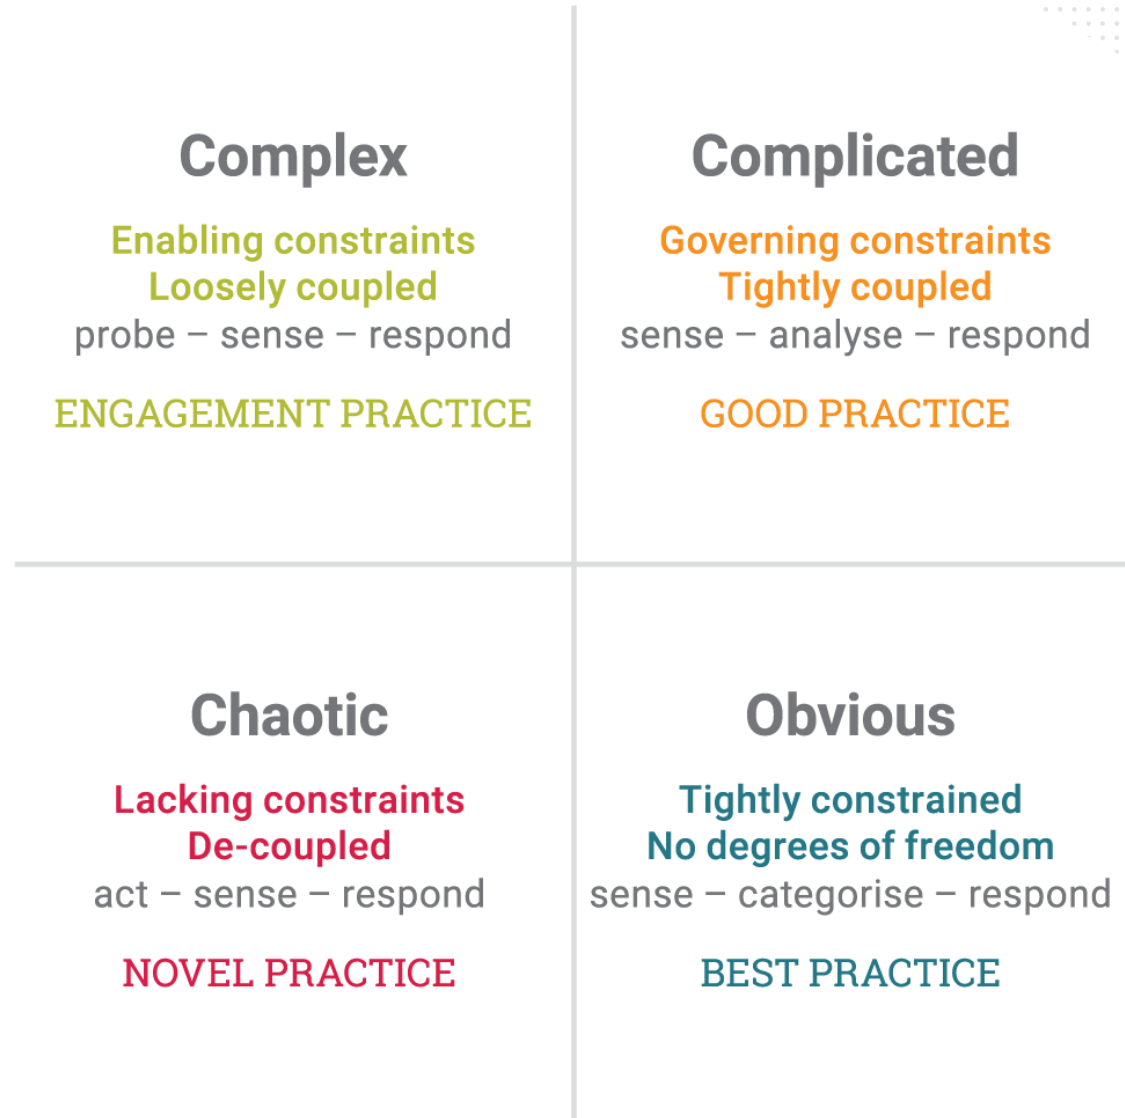 Complex
Enabling constraints
Loosely coupled
probe – sense – respond
ENGAGEMENT PRACTICE
Complicated
Governing constraints
Tightly coupled
sense – analyse – respond
GOOD PRACTICE
Chaotic
Lacking constraints
De-coupled
act – sense – respond
NOVEL PRACTICE
Obvious
Tightly constrained
No degrees of freedom
sense – categorise – respond
BEST PRACTICE